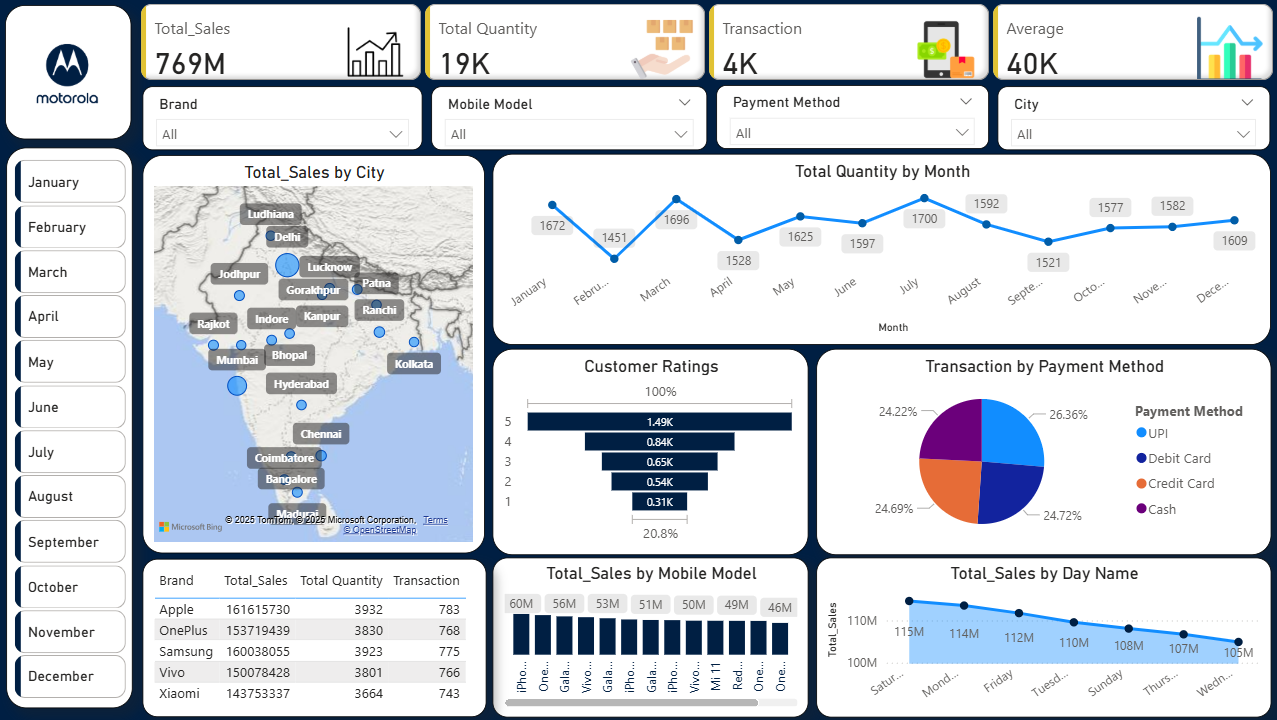 motorola
Total_Sales
769M
Total Quantity
19K
Transaction
4K
Average
40K
Brand
All
Mobile Model
All
Payment Method
All
City
All
January
February
March
April
May
June
July
August
September
October
November
December
Total_Sales by City
Ludhiana
Delhi
Lucknow
Jodhpur
Gorakhpur
Patna
Ranchi
Kanpur
Indore
Rajkot
Mumbai
Bhopal
Kolkata
Hyderabad
Chennai
Coimbatore
Bangalore
Madurai
Microsoft Bing
© 2025 TomTom, © 2025 Microsoft Corporation, Terms
© OpenStreetMap
Total Quantity by Month
1672
1451
1696
1528
1625
1597
1700
1592
1521
1577
1582
1609
January
Febru...
March
April
May
June
July
August
Septe...
Octo...
Nove...
Dece...
Month
Customer Ratings
100%
5 1.49K
4 0.84K
3 0.65K
2 0.54K
1 0.31K
20.8%
Transaction by Payment Method
24.22%
26.36%
24.69%
24.72%
Payment Method
UPI
Debit Card
Credit Card
Cash
Brand Total_Sales Total Quantity Transaction
Apple 161615730 3932 783
OnePlus 153719439 3830 768
Samsung 160038055 3923 775
Vivo 150078428 3801 766
Xiaomi 143753337 3664 743
Total_Sales by Mobile Model
60M 56M 53M 51M 50M 49M 46M
iPho...
One...
Gala...
Vivo...
Gala...
iPho...
Gala...
iPho...
Vivo...
Mi 11
Red...
One...
One...
Total_Sales by Day Name
Total_Sales
110M
100M
115M
114M
112M
110M
108M
107M
105M
Satur...
Mond...
Friday
Tuesd...
Sunday
Thurs...
Wedn...